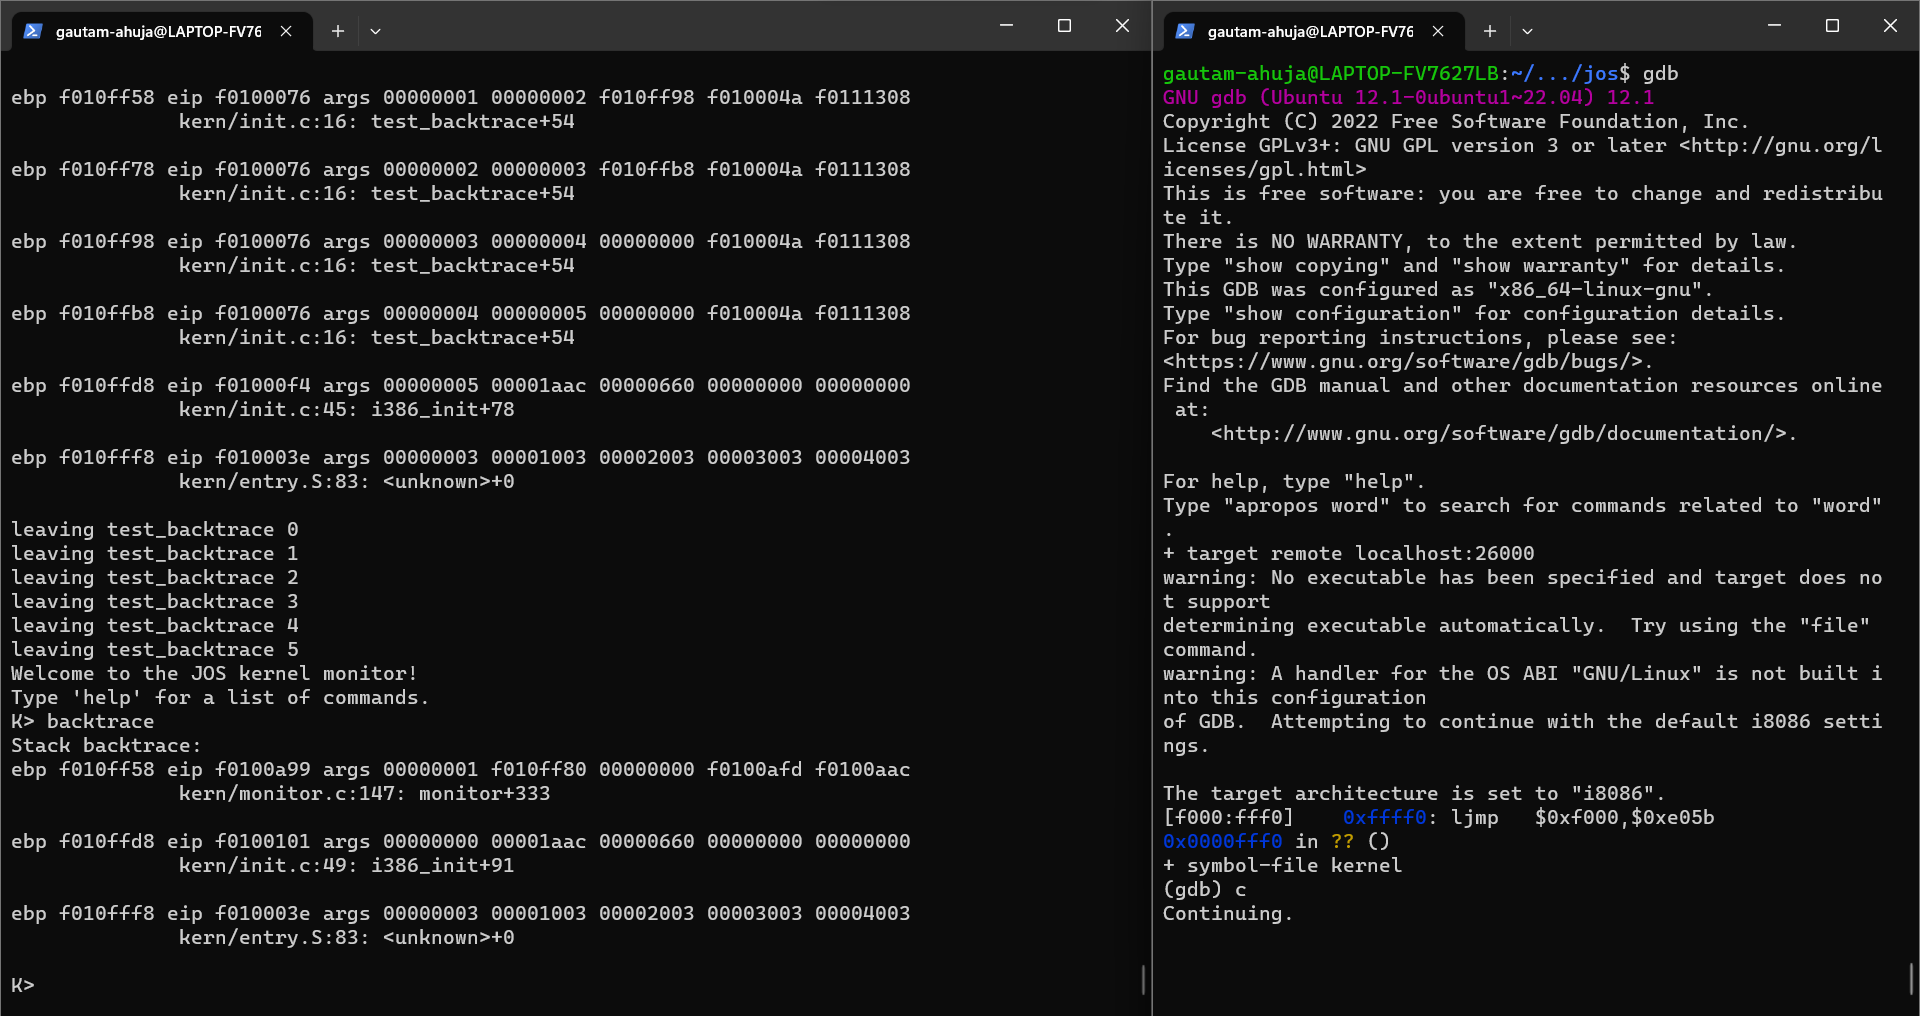 gautam-ahuja@LAPTOP-FV76
ebp f010ff58 eip f0100076 args 00000001 00000002 f010ff98 f010004a f0111308
kern/init.c:16: test_backtrace+54
ebp f010ff78 eip f0100076 args 00000002 00000003 f010ffb8 f010004a f0111308
kern/init.c:16: test_backtrace+54
ebp f010ff98 eip f0100076 args 00000003 00000004 00000000 f010004a f0111308
kern/init.c:16: test_backtrace+54
ebp f010ffb8 eip f0100076 args 00000004 00000005 00000000 f010004a f0111308
kern/init.c:16: test_backtrace+54
ebp f010ffd8 eip f01000f4 args 00000005 00001aac 00000660 00000000 00000000
kern/init.c:45: i386_init+78
ebp f010fff8 eip f010003e args 00000003 00001003 00002003 00003003 00004003
kern/entry.S:83: <unknown>+0
leaving test_backtrace 0
leaving test_backtrace 1
leaving test_backtrace 2
leaving test_backtrace 3
leaving test_backtrace 4
leaving test_backtrace 5
Welcome to the JOS kernel monitor!
Type 'help' for a list of commands.
K> backtrace
Stack backtrace:
ebp f010ff58 eip f0100a99 args 00000001 f010ff80 00000000 f0100afd f0100aac
kern/monitor.c:147: monitor+333
ebp f010ffd8 eip f0100101 args 00000000 00001aac 00000660 00000000 00000000
kern/init.c:49: i386_init+91
ebp f010fff8 eip f010003e args 00000003 00001003 00002003 00003003 00004003
kern/entry.S:83: <unknown>+0
K>
gautam-ahuja@LAPTOP-FV76
gautam-ahuja@LAPTOP-FV7627LB:~/.../jos$ gdb
GNU gdb (Ubuntu 12.1-0ubuntu1~22.04) 12.1
Copyright (C) 2022 Free Software Foundation, Inc.
License GPLv3+: GNU GPL version 3 or later <http://gnu.org/l
icenses/gpl.html>
This is free software: you are free to change and redistribu
te it.
There is NO WARRANTY, to the extent permitted by law.
Type "show copying" and "show warranty" for details.
This GDB was configured as "x86_64-linux-gnu".
Type "show configuration" for configuration details.
For bug reporting instructions, please see:
<https://www.gnu.org/software/gdb/bugs/>.
Find the GDB manual and other documentation resources online
at:
<http://www.gnu.org/software/gdb/documentation/>.
For help, type "help".
Type "apropos word" to search for commands related to "word"
.
+ target remote localhost:26000
warning: No executable has been specified and target does no
t support
determining executable automatically.  Try using the "file"
command.
warning: A handler for the OS ABI "GNU/Linux" is not built i
nto this configuration
of GDB.  Attempting to continue with the default i8086 setti
ngs.
The target architecture is set to "i8086".
[f000:fff0]    0xffff0: ljmp   $0xf000,$0xe05b
0x0000fff0 in ?? ()
+ symbol-file kernel
(gdb) c
Continuing.